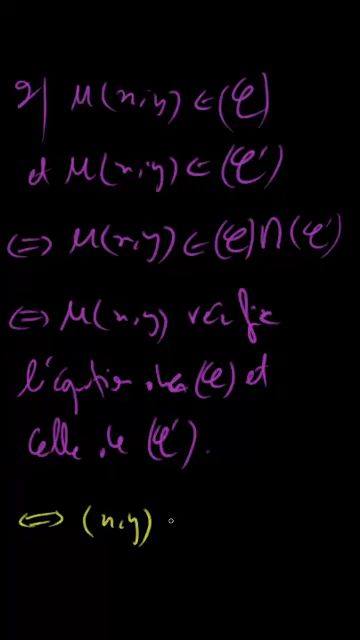 2/ M(x;y) ∈ (𝒞)
et M(x;y) ∈ (𝒞')
⇔ M(x;y) ∈ (𝒞) ∩ (𝒞')
⇔ M(x;y) vérifie
l'équation de (𝒞) et
celle de (𝒞').
⇔ (x,y)